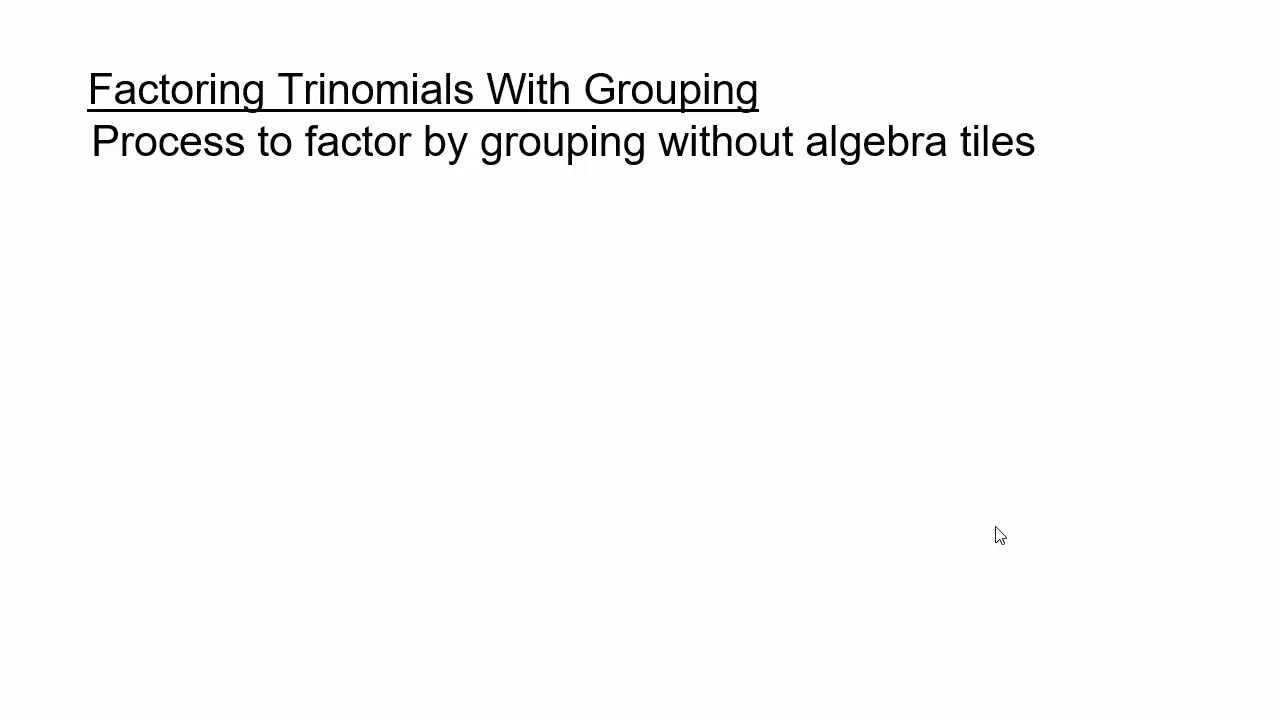 Factoring Trinomials With Grouping
Process to factor by grouping without algebra tiles